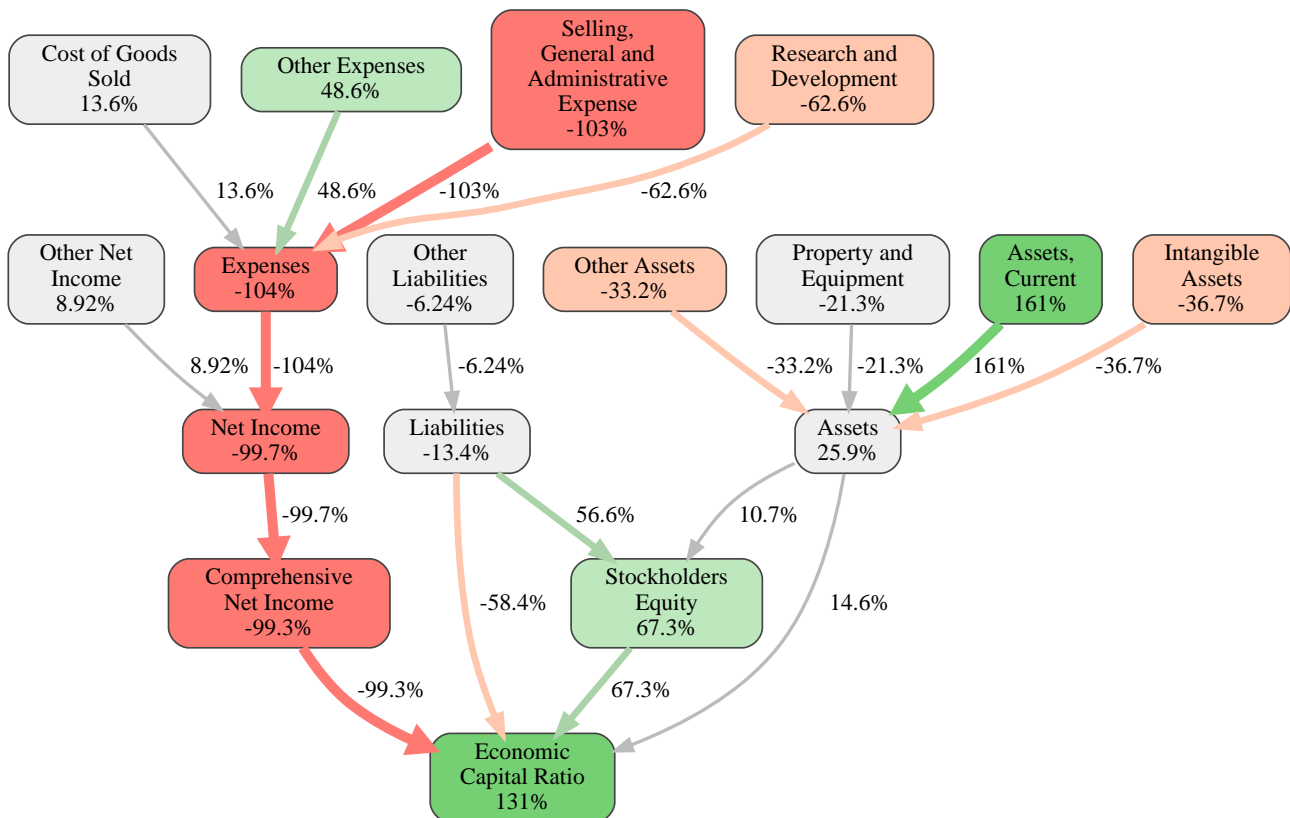 Cost of Goods
Sold
13.6%
Other Expenses
48.6%
Selling,
General and
Administrative
Expense
-103%
Research and
Development
-62.6%
13.6%
48.6%
-103%
-62.6%
Other Net
Income
8.92%
Expenses
-104%
Other
Liabilities
-6.24%
Other Assets
-33.2%
Property and
Equipment
-21.3%
Assets,
Current
161%
Intangible
Assets
-36.7%
8.92%
-104%
-6.24%
-33.2%
-21.3%
161%
-36.7%
Net Income
-99.7%
Liabilities
-13.4%
Assets
25.9%
-99.7%
56.6%
10.7%
Comprehensive
Net Income
-99.3%
-58.4%
Stockholders
Equity
67.3%
14.6%
-99.3%
67.3%
Economic
Capital Ratio
131%